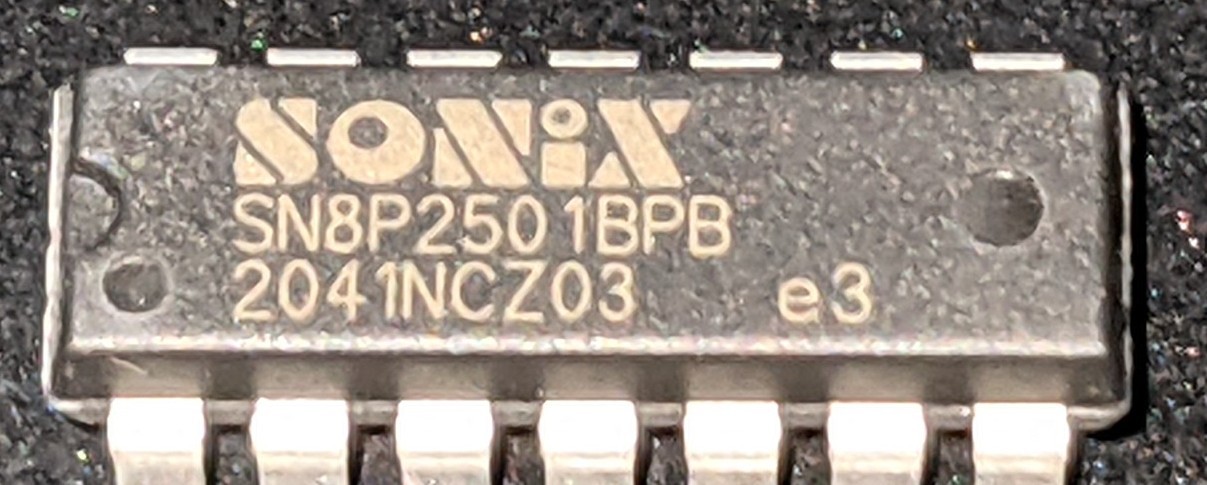 SONiX
SN8P2501BPB
2041NCZ03 e3